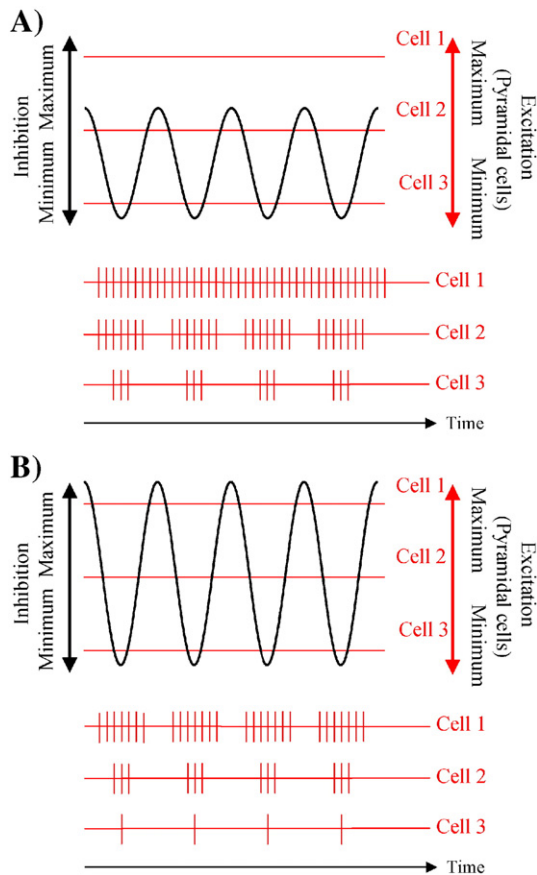 A)
Cell 1
Cell 2
Cell 3
Inhibition
Minimum Maximum
Maximum Minimum
(Pyramidal cells)
Excitation
Cell 1
Cell 2
Cell 3
Time
B)
Cell 1
Cell 2
Cell 3
Inhibition
Minimum Maximum
Maximum Minimum
(Pyramidal cells)
Excitation
Cell 1
Cell 2
Cell 3
Time